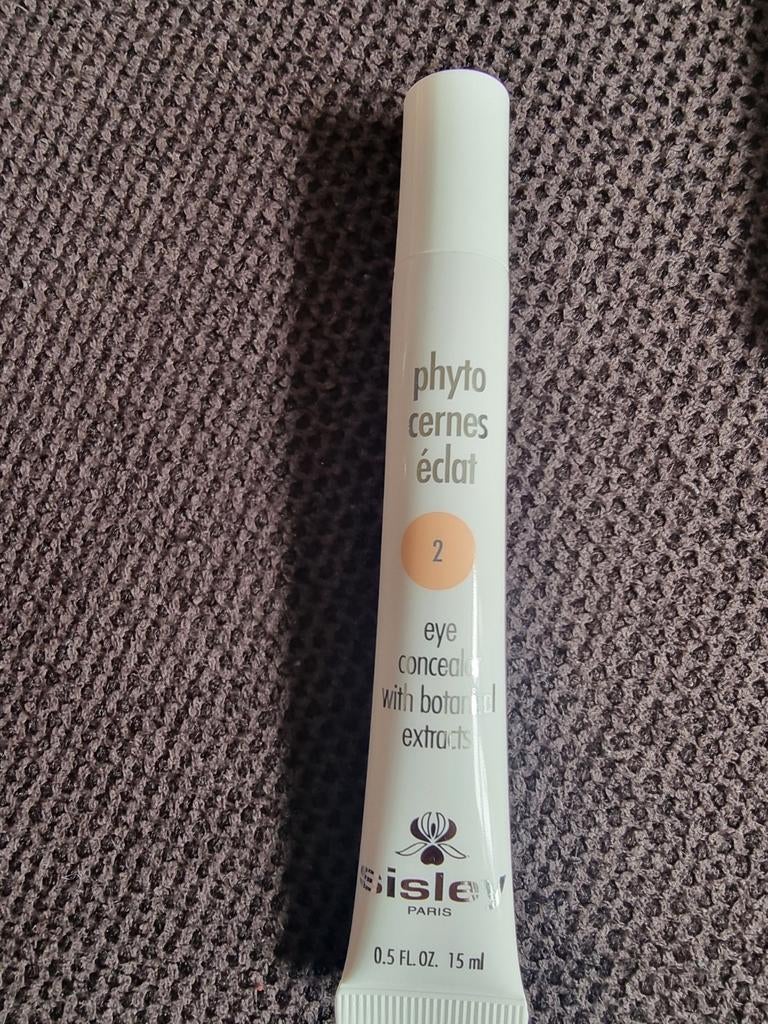 phyto
cernes
éclat
2
eye
concealer
with botanical
extracts
sisley
PARIS
0.5 FL. OZ. 15 ml